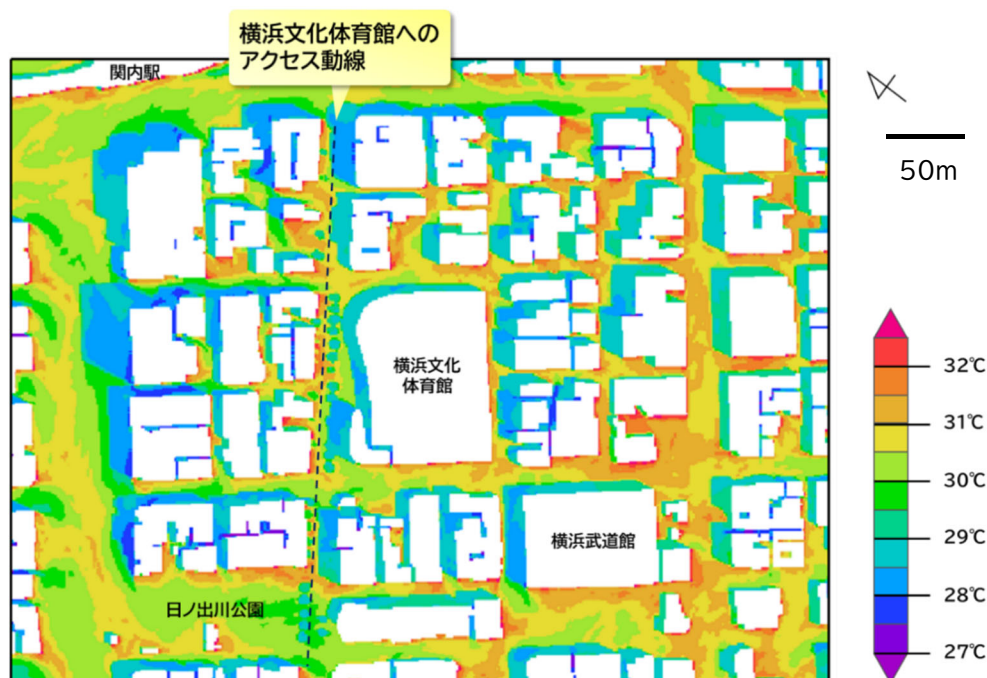 横浜文化体育館への
アクセス動線
関内駅
50m
横浜文化
体育館
横浜武道館
日ノ出川公園
32℃
31℃
30℃
29℃
28℃
27℃